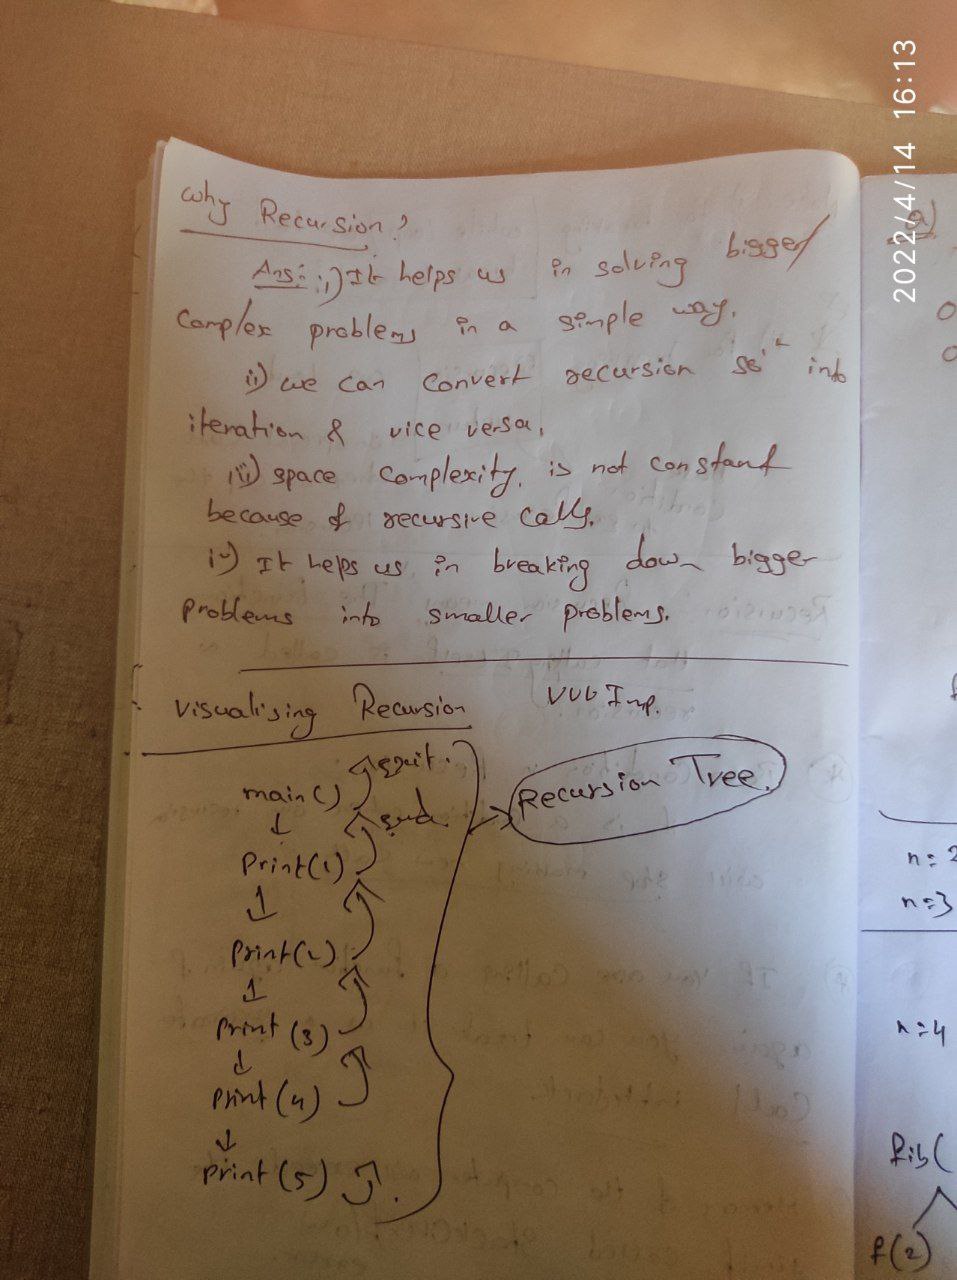 Why Recursion?
Ans: i) It helps us in solving bigger/
Complex problems in a simple way.
ii) we can convert recursion sol^n into
iteration & vice versa.
iii) space complexity, is not constant
because of recursive calls.
iv) It helps us in breaking down bigger
problems into smaller problems.
Visualising Recursion VVV Imp.
exit.
main()
end.
Recursion Tree.
Print(1)
Print(2)
Print(3)
Print(4)
Print(5)
a)
n=2
n=3
n=4
fib(
f(2)
2022/4/14 16:13